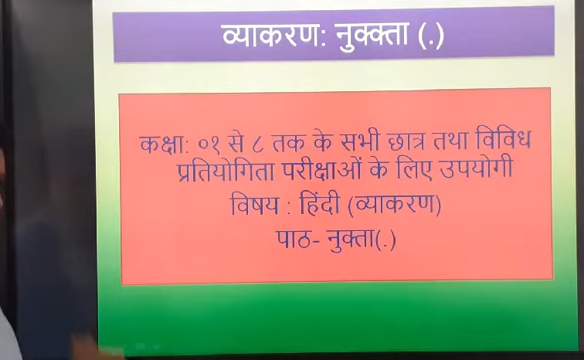 व्याकरण: नुक्क्ता (.)
कक्षा: ०१ से ८ तक के सभी छात्र तथा विविध
प्रतियोगिता परीक्षाओं के लिए उपयोगी
विषय : हिंदी (व्याकरण)
पाठ- नुक्ता(.)